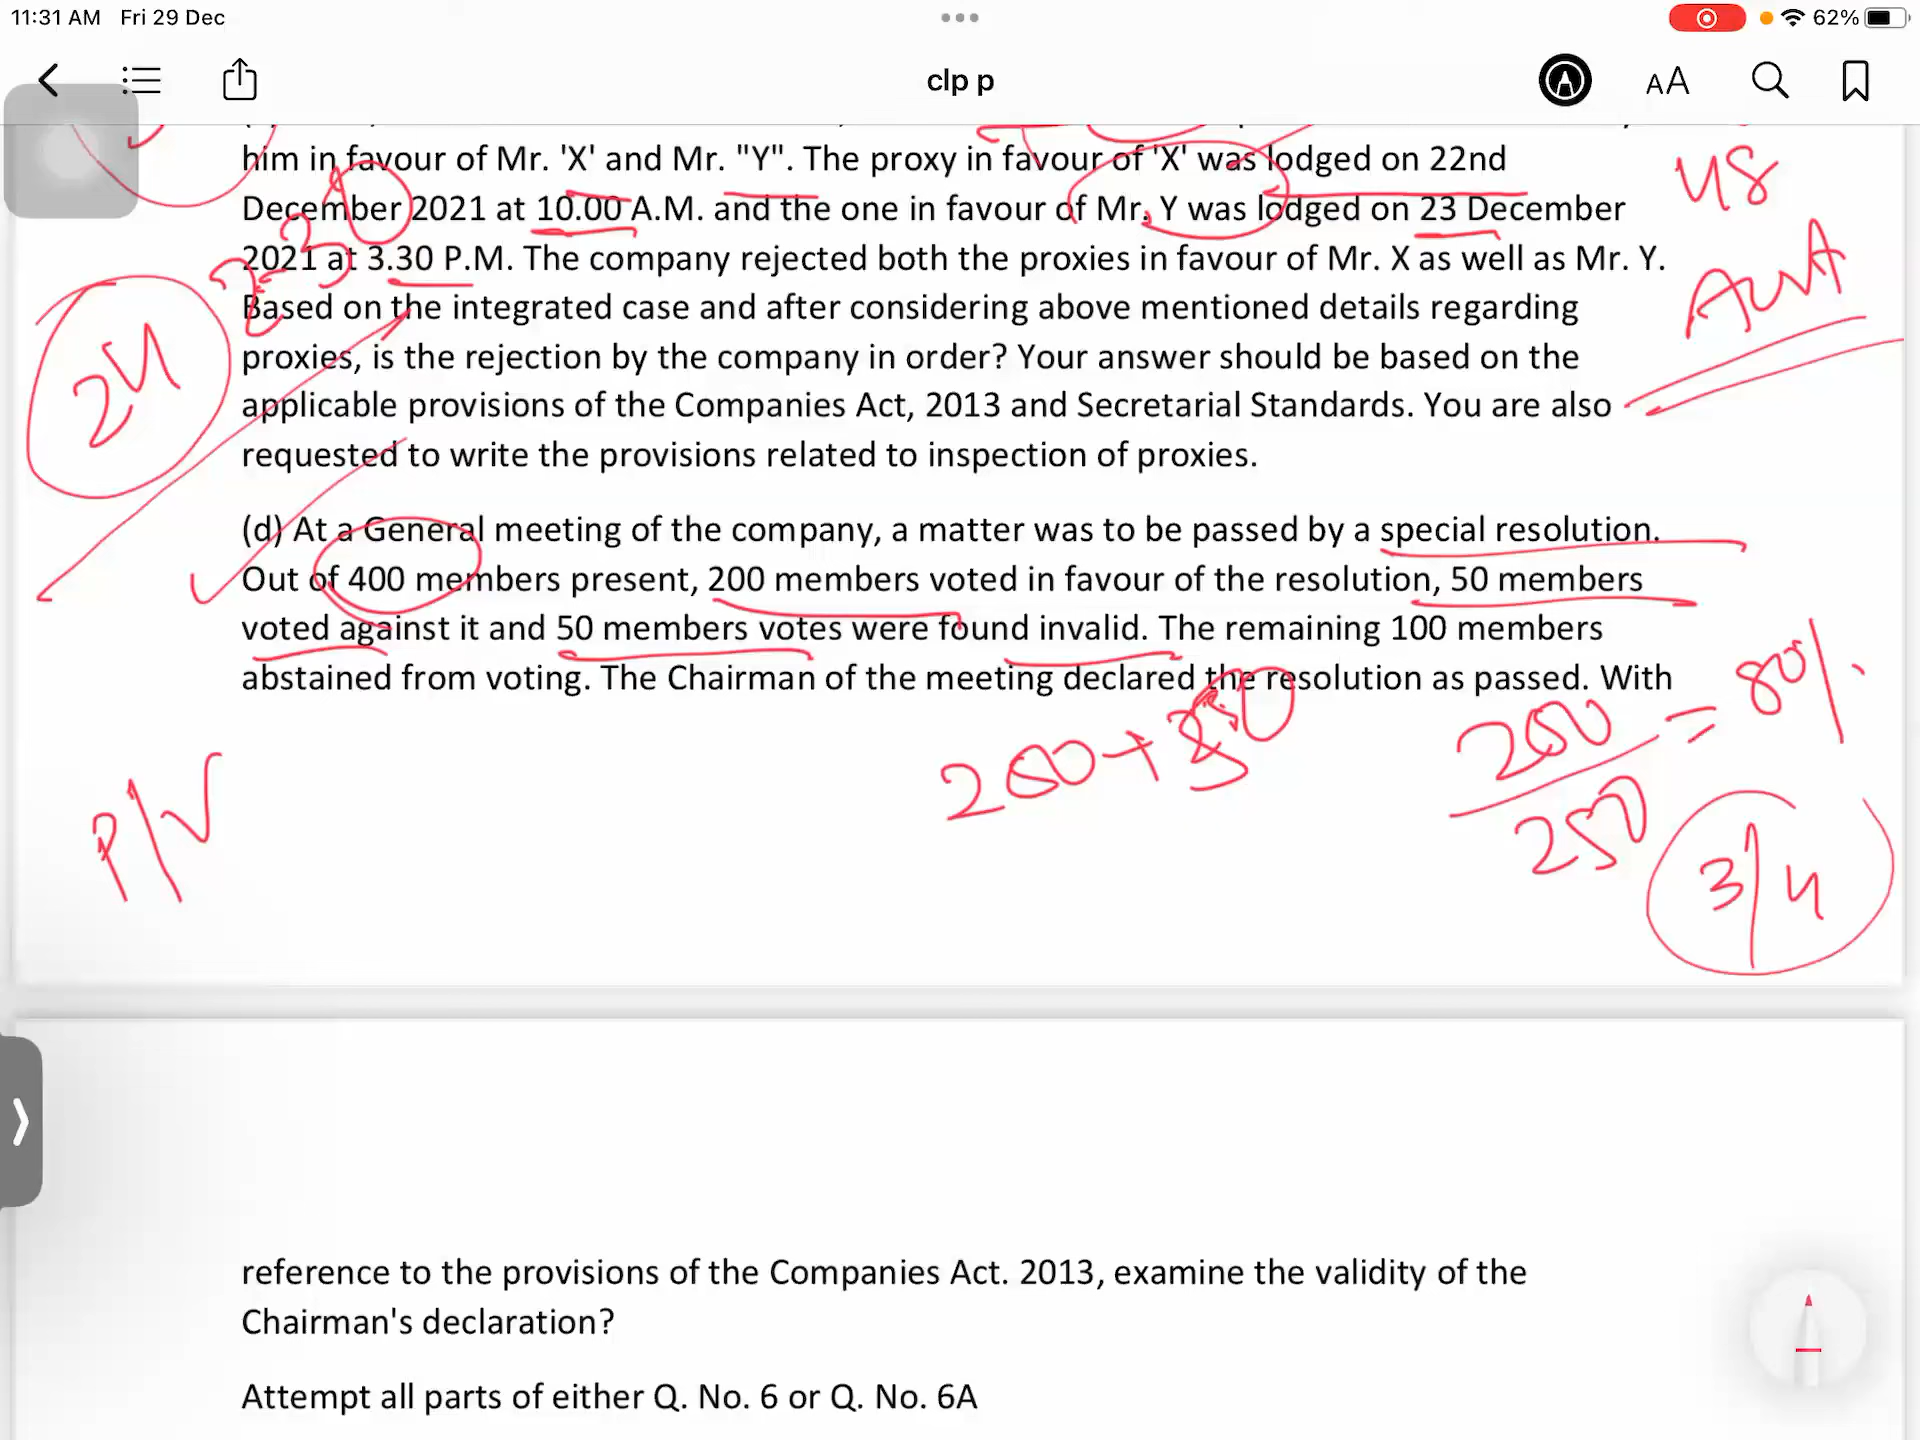 11:31 AM Fri 29 Dec
62%
clp p
AA
him in favour of Mr. 'X' and Mr. "Y". The proxy in favour of 'X' was lodged on 22nd
48
December 2021 at 10.00 A.M. and the one in favour of Mr. Y was lodged on 23 December
2021 at 3.30 P.M. The company rejected both the proxies in favour of Mr. X as well as Mr. Y.
Based on the integrated case and after considering above mentioned details regarding
24
proxies, is the rejection by the company in order? Your answer should be based on the
applicable provisions of the Companies Act, 2013 and Secretarial Standards. You are also
requested to write the provisions related to inspection of proxies.
(d) At a General meeting of the company, a matter was to be passed by a special resolution.
Out of 400 members present, 200 members voted in favour of the resolution, 50 members
voted against it and 50 members votes were found invalid. The remaining 100 members
abstained from voting. The Chairman of the meeting declared the resolution as passed. With
200+50
200/250 = 80%
P/V
3/4
reference to the provisions of the Companies Act. 2013, examine the validity of the
Chairman's declaration?
Attempt all parts of either Q. No. 6 or Q. No. 6A